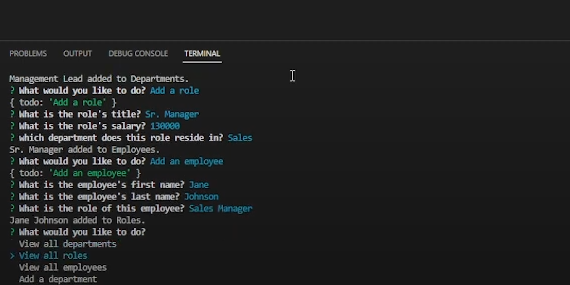 PROBLEMS OUTPUT DEBUG CONSOLE TERMINAL
Management Lead added to Departments.
? What would you like to do? Add a role
{ todo: 'Add a role' }
? What is the role's title? Sr. Manager
? What is the role's salary? 130000
? which department does this role reside in? Sales
Sr. Manager added to Employees.
? What would you like to do? Add an employee
{ todo: 'Add an employee' }
? What is the employee's first name? Jane
? What is the employee's last name? Johnson
? What is the role of this employee? Sales Manager
Jane Johnson added to Roles.
? What would you like to do?
View all departments
> View all roles
View all employees
Add a department